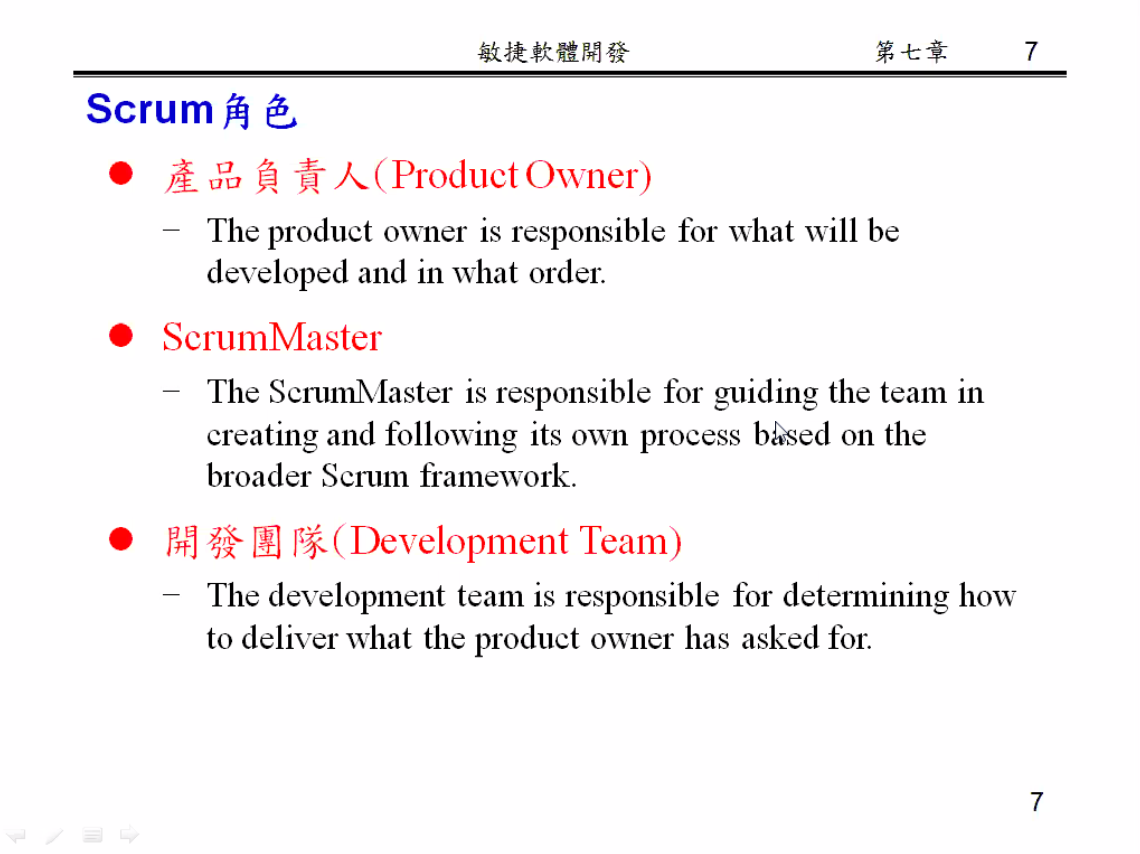 敏捷軟體開發 第七章 7
Scrum角色
● 產品負責人(Product Owner)
– The product owner is responsible for what will be
developed and in what order.
● ScrumMaster
– The ScrumMaster is responsible for guiding the team in
creating and following its own process based on the
broader Scrum framework.
● 開發團隊(Development Team)
– The development team is responsible for determining how
to deliver what the product owner has asked for.
7